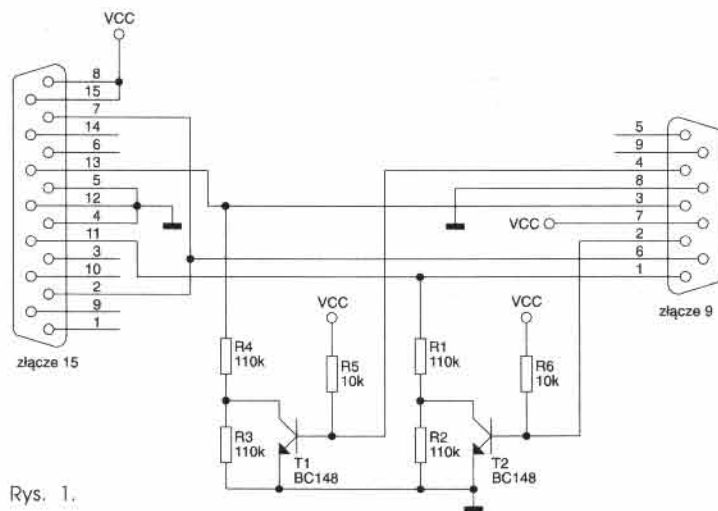 VCC
8
15
7
14
6
13
5
12
4
11
3
10
2
9
1
złącze 15
5
9
4
8
3
VCC 7
2
6
1
złącze 9
VCC
VCC
R4
110k
R5
10k
R1
110k
R6
10k
R3
110k
T1
BC148
R2
110k
T2
BC148
Rys. 1.